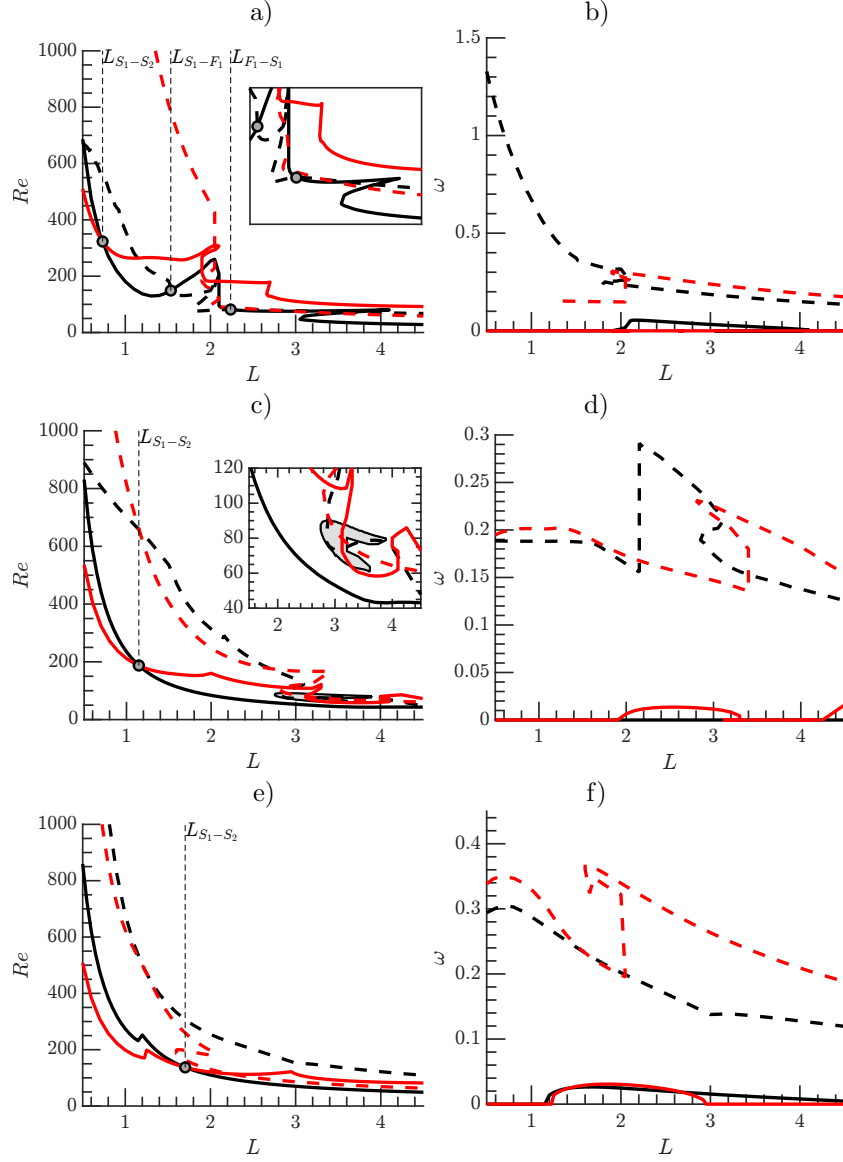 a)
b)
1000
800
600
400
200
0
Re
L_{S_1-S_2}
L_{S_1-F_1}
L_{F_1-S_1}
1
2
3
4
L
1.5
1
0.5
0
ω
1
2
3
4
L
c)
d)
1000
800
600
400
200
0
Re
L_{S_1-S_2}
120
100
80
60
40
2
3
4
1
2
3
4
L
0.3
0.25
0.2
0.15
0.1
0.05
0
ω
1
2
3
4
L
e)
f)
1000
800
600
400
200
0
Re
L_{S_1-S_2}
1
2
3
4
L
0.4
0.3
0.2
0.1
0
ω
1
2
3
4
L